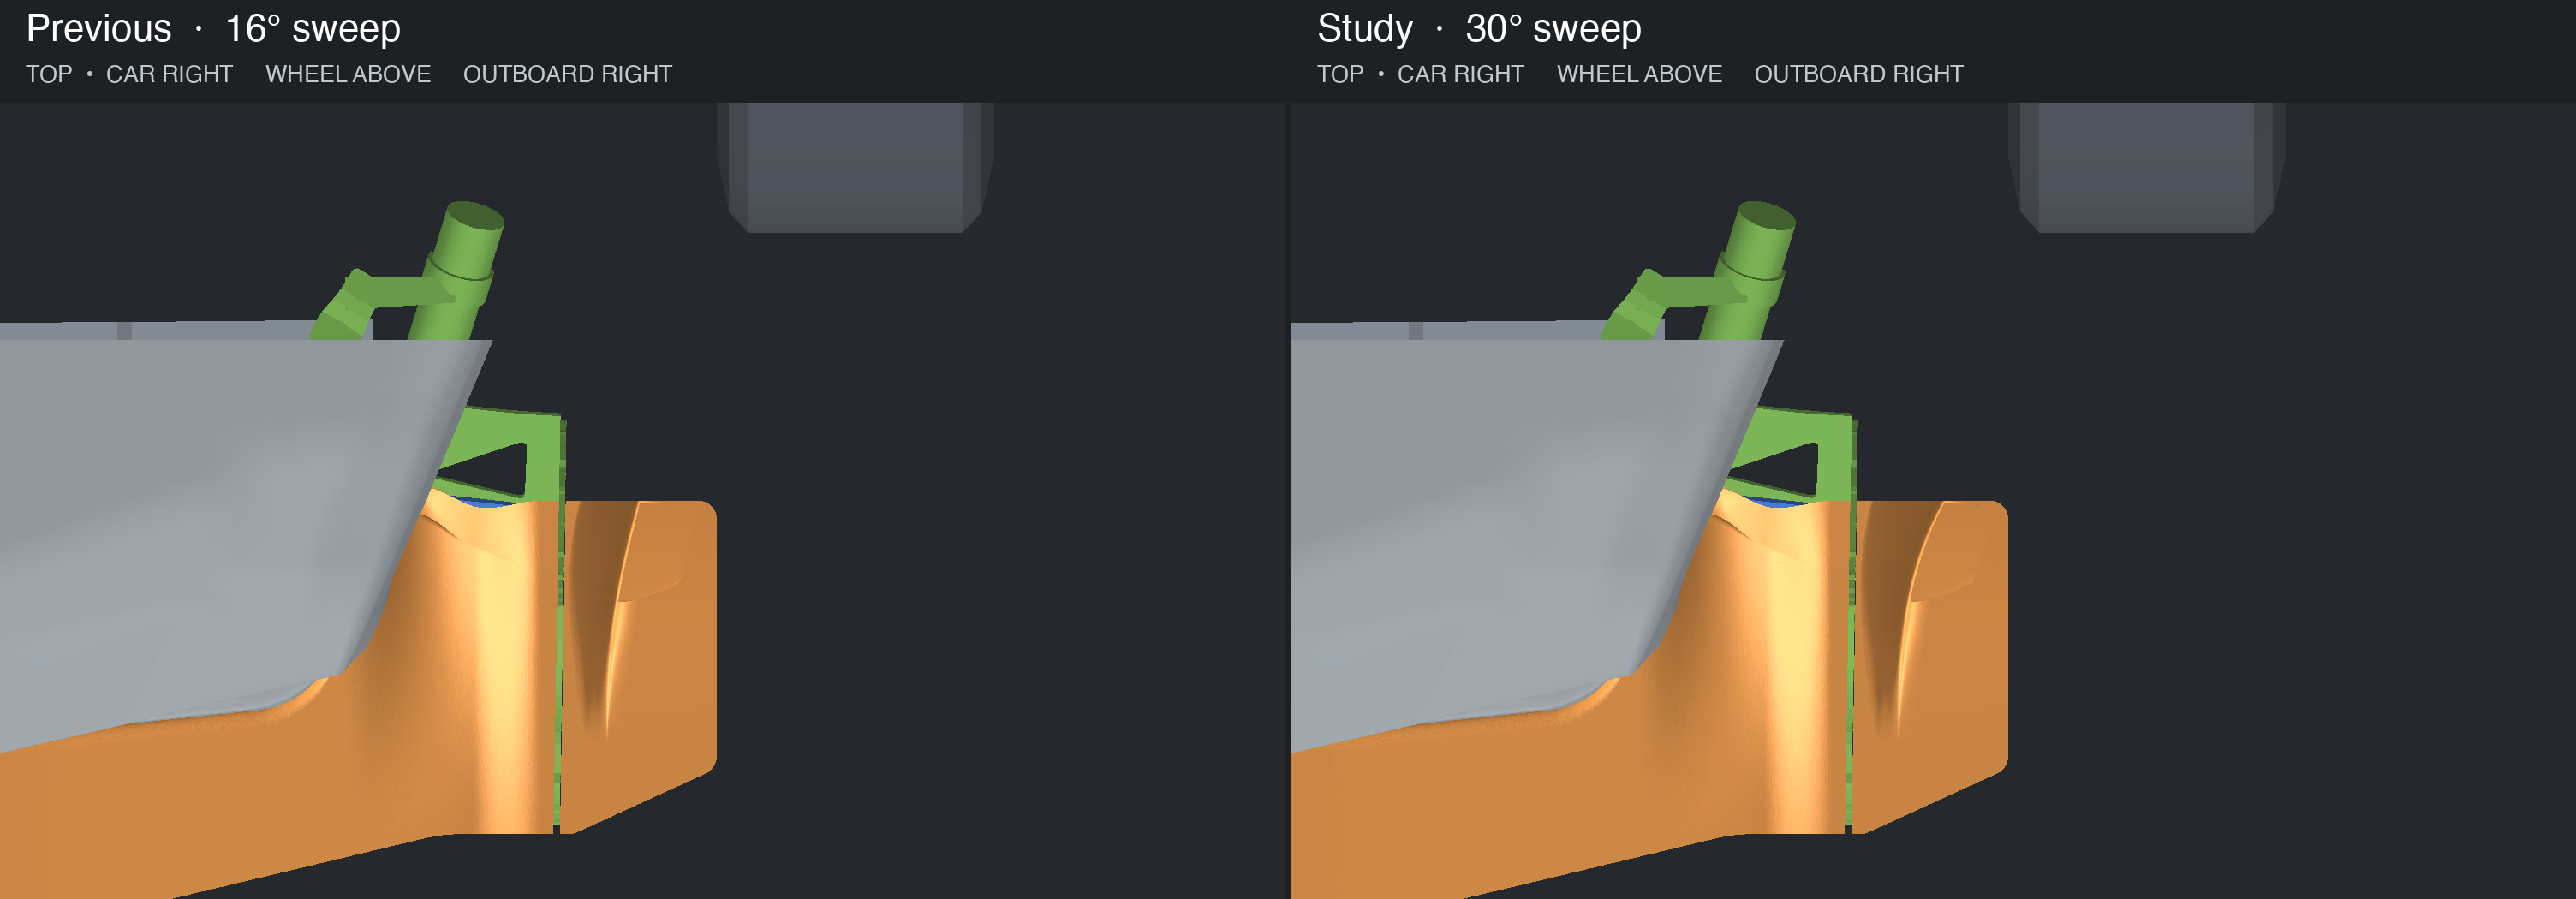 Previous · 16° sweep
TOP • CAR RIGHT WHEEL ABOVE OUTBOARD RIGHT
Study · 30° sweep
TOP • CAR RIGHT WHEEL ABOVE OUTBOARD RIGHT